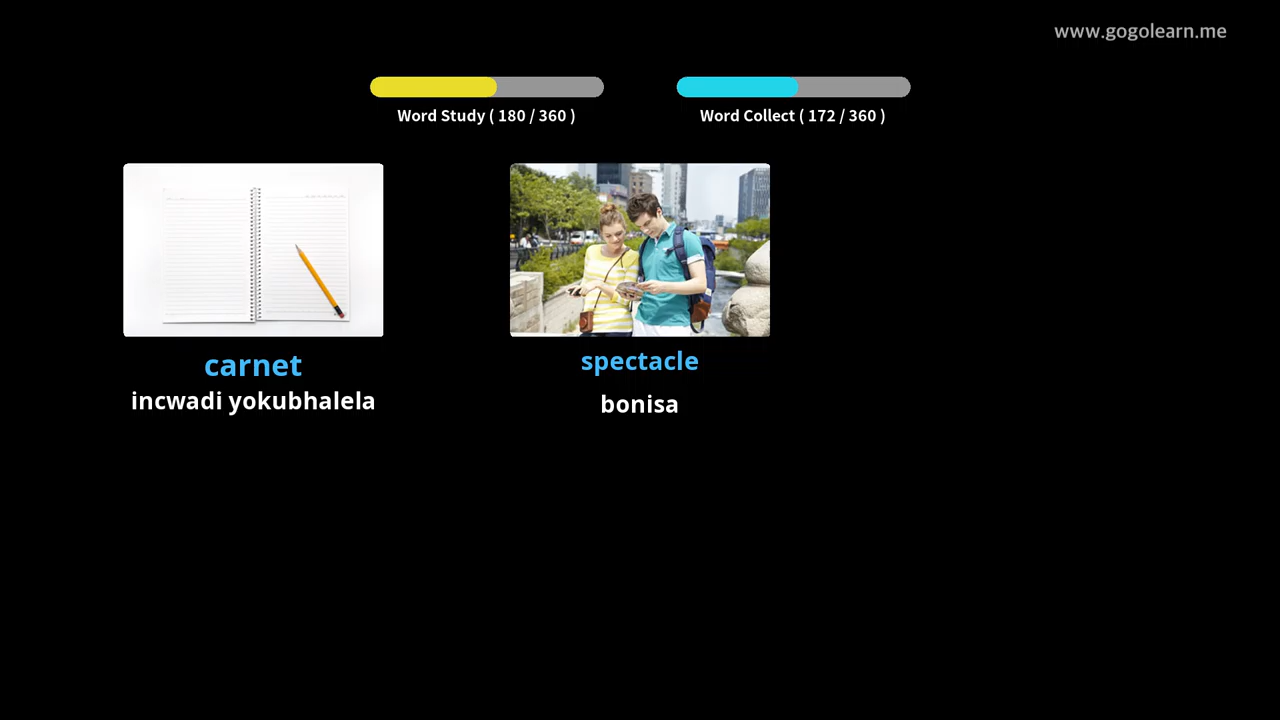 www.gogolearn.me
Word Study ( 180 / 360 )
Word Collect ( 172 / 360 )
carnet
incwadi yokubhalela
spectacle
bonisa